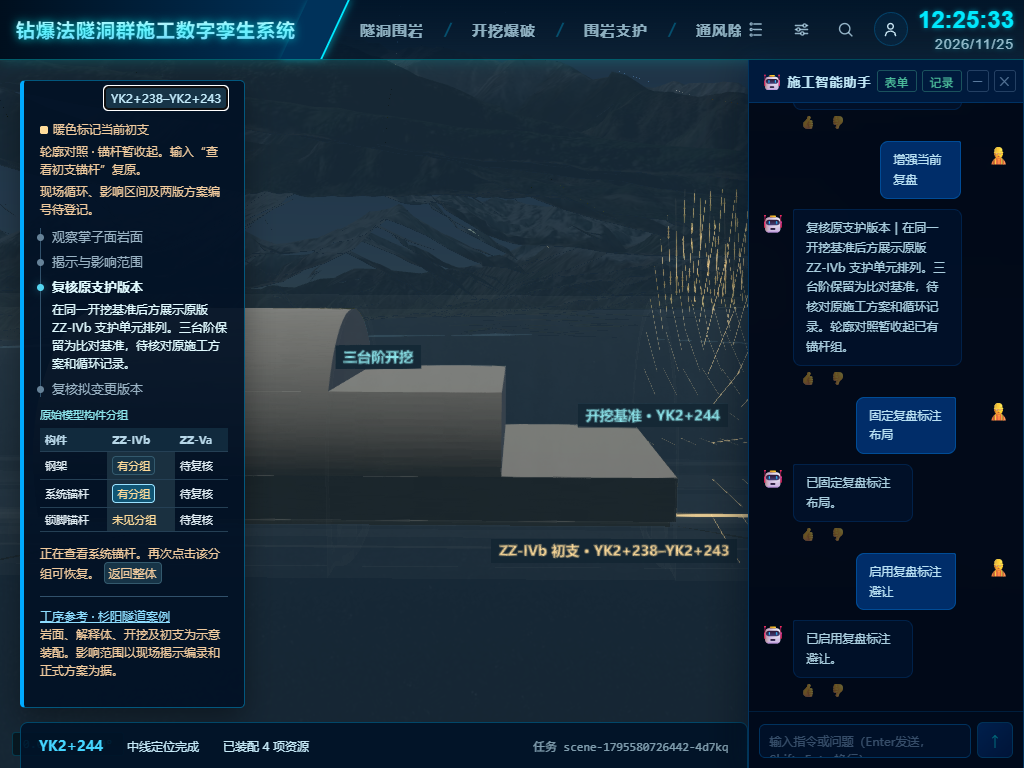 钻爆法隧洞群施工数字孪生系统
隧洞围岩 / 开挖爆破 / 围岩支护 / 通风除
12:25:33
2026/11/25
YK2+238—YK2+243
暖色标记当前初支
轮廓对照 · 锚杆暂收起。输入“查
看初支锚杆”复原。
现场循环、影响区间及两版方案编
号待登记。
观察掌子面岩面
揭示与影响范围
复核原支护版本
在同一开挖基准后方展示原版
ZZ-IVb 支护单元排列。三台阶保
留为比对基准，待核对原施工方
案和循环记录。
复核拟变更版本
原始模型构件分组
构件 ZZ-IVb ZZ-Va
钢架 有分组 待复核
系统锚杆 有分组 待复核
锁脚锚杆 未见分组 待复核
正在查看系统锚杆。再次点击该分
组可恢复。 返回整体
工序参考 · 杉阳隧道案例
岩面、解释体、开挖及初支为示意
装配。影响范围以现场揭示编录和
正式方案为据。
三台阶开挖
开挖基准 · YK2+244
ZZ-IVb 初支 · YK2+238—YK2+243
YK2+244 中线定位完成 已装配 4 项资源
任务 scene-1795580726442-4d7kq
施工智能助手 表单 记录
增强当前
复盘
复核原支护版本 | 在同一
开挖基准后方展示原版
ZZ-IVb 支护单元排列。三
台阶保留为比对基准，待
核对原施工方案和循环记
录。轮廓对照暂收起已有
锚杆组。
固定复盘标注
布局
已固定复盘标注
布局。
启用复盘标注
避让
已启用复盘标注
避让。
输入指令或问题（Enter发送，